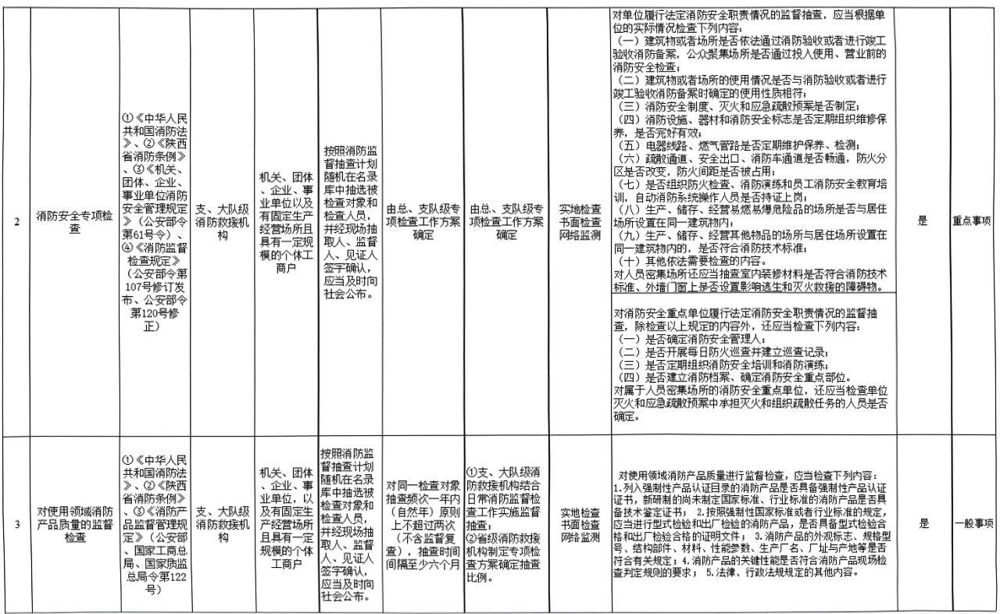 2
消防安全专项检
查
①《中华人民
共和国消防法
》、②《陕西
省消防条例》
、③《机关、
团体、企业、
事业单位消防
安全管理规定
》（公安部令
第61号令）、
④《消防监督
检查规定》
（公安部令第
107号修订发
布、公安部令
第120号修
正）
支、大队级
消防救援机
构
机关、团体
、企业、事
业单位以及
有固定生产
经营场所且
具有一定规
模的个体工
商户
按照消防监
督抽查计划
随机在名录
库中抽选被
检查对象和
检查人员，
并经现场抽
取人、监督
人、见证人
签字确认，
应当及时向
社会公布。
由总、支队级专
项检查工作方案
确定
由总、支队级专
项检查工作方案
确定
实地检查
书面检查
网络监测
对单位履行法定消防安全职责情况的监督抽查，应当根据单
位的实际情况检查下列内容：
（一）建筑物或者场所是否依法通过消防验收或者进行竣工
验收消防备案，公众聚集场所是否通过投入使用、营业前的
消防安全检查；
（二）建筑物或者场所的使用情况是否与消防验收或者进行
竣工验收消防备案时确定的使用性质相符；
（三）消防安全制度、灭火和应急疏散预案是否制定；
（四）消防设施、器材和消防安全标志是否定期组织维修保
养，是否完好有效；
（五）电器线路、燃气管路是否定期维护保养、检测；
（六）疏散通道、安全出口、消防车通道是否畅通，防火分
区是否改变，防火间距是否被占用；
（七）是否组织防火检查、消防演练和员工消防安全教育培
训，自动消防系统操作人员是否持证上岗；
（八）生产、储存、经营易燃易爆危险品的场所是否与居住
场所设置在同一建筑物内；
（九）生产、储存、经营其他物品的场所与居住场所设置在
同一建筑物内的，是否符合消防技术标准；
（十）其他依法需要检查的内容。
对人员密集场所还应当抽查室内装修材料是否符合消防技术
标准、外墙门窗上是否设置影响逃生和灭火救援的障碍物。
对消防安全重点单位履行法定消防安全职责情况的监督抽
查，除检查以上规定的内容外，还应当检查下列内容：
（一）是否确定消防安全管理人；
（二）是否开展每日防火巡查并建立巡查记录；
（三）是否定期组织消防安全培训和消防演练；
（四）是否建立消防档案、确定消防安全重点部位。
对属于人员密集场所的消防安全重点单位，还应当检查单位
灭火和应急疏散预案中承担灭火和组织疏散任务的人员是否
确定。
是
重点事项
3
对使用领域消防
产品质量的监督
检查
①《中华人民
共和国消防法
》、②《陕西
省消防条例》
、③《消防产
品监督管理规
定》（公安部
、国家工商总
局、国家质监
总局令第122
号）
支、大队级
消防救援机
构
机关、团体
、企业、事
业单位，以
及有固定生
产经营场所
且具有一定
规模的个体
工商户
按照消防监
督抽查计划
随机在名录
库中抽选被
检查对象和
检查人员，
并经现场抽
取人、监督
人、见证人
签字确认，
应当及时向
社会公布。
对同一检查对象
抽查频次一年内
（自然年）原则
上不超过两次
（不含监督复
查），抽查时间
间隔至少六个月
①支、大队级消
防救援机构结合
日常消防监督检
查工作实施监督
抽查；
②省级消防救援
机构制定专项检
查方案确定抽查
比例。
实地检查
书面检查
网络监测
对使用领域消防产品质量进行监督检查，应当检查下列内容：
1.列入强制性产品认证目录的消防产品是否具备强制性产品认证
证书，新研制的尚未制定国家标准、行业标准的消防产品是否具
备技术鉴定证书； 2.按照强制性国家标准或者行业标准的规定，
应当进行型式检验和出厂检验的消防产品，是否具备型式检验合
格和出厂检验合格的证明文件； 3.消防产品的外观标志、规格型
号、结构部件、材料、性能参数、生产厂名、厂址与产地等是否
符合有关规定；4.消防产品的关键性能是否符合消防产品现场检
查判定规则的要求； 5.法律、行政法规规定的其他内容。
是
一般事项